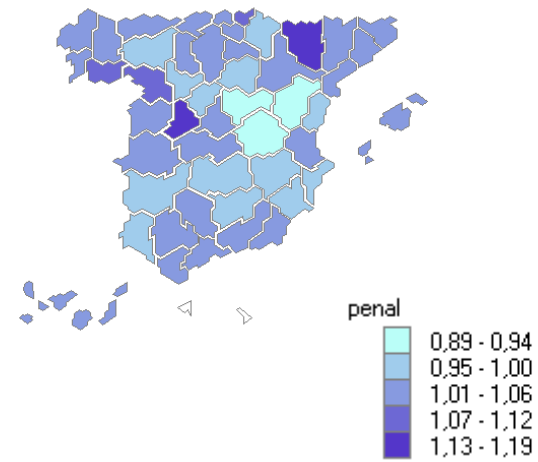 penal
0,89 - 0,94
0,95 - 1,00
1,01 - 1,06
1,07 - 1,12
1,13 - 1,19